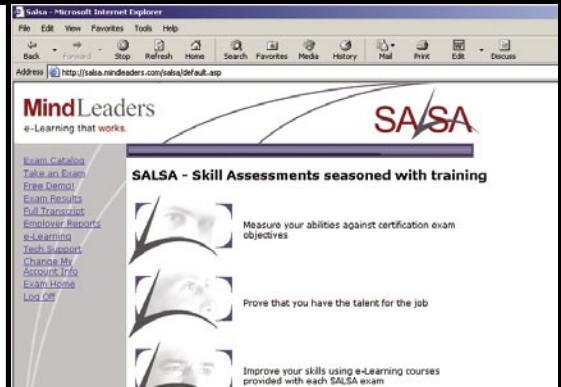 Salsa - Microsoft Internet Explorer
File Edit View Favorites Tools Help
Back Forward Stop Refresh Home Search Favorites Media History Mail Print Edit Discuss
Address http://salsa.mindleaders.com/salsa/default.asp
MindLeaders
e-Learning that works.
SALSA
Exam Catalog
Take an Exam
Free Demo!
Exam Results
Full Transcript
Employer Reports
e-Learning
Tech Support
Change My
Account Info
Exam Home
Log Off
SALSA - Skill Assessments seasoned with training
Measure your abilities against certification exam
objectives
Prove that you have the talent for the job
Improve your skills using e-Learning courses
provided with each SALSA exam